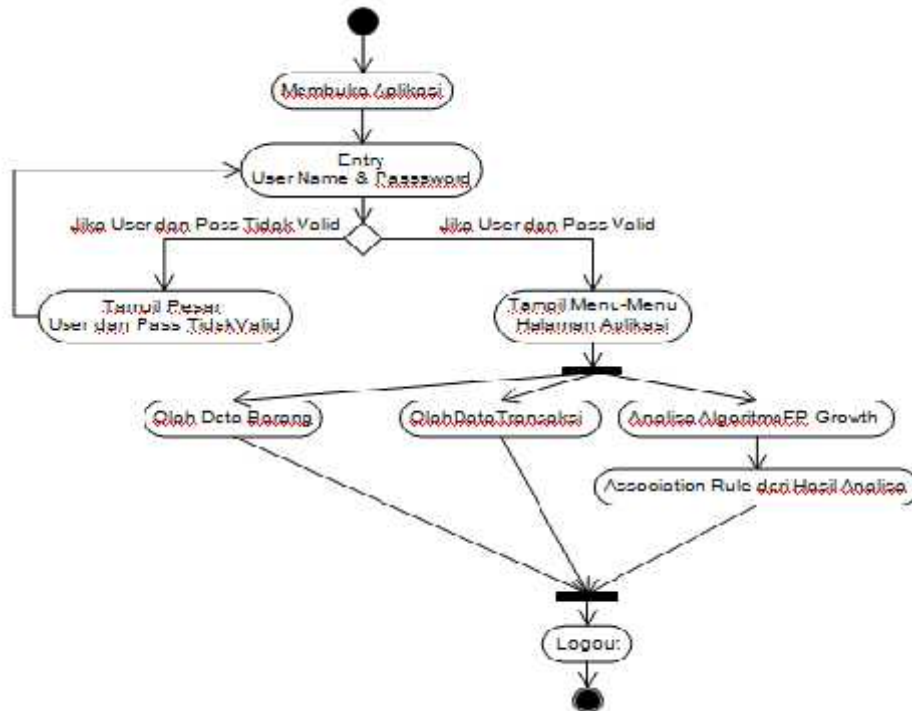 Membuka Aplikasi
Entry
User Name & Passsword
Jika User dan Pass Tidak Valid
Jika User dan Pass Valid
Tampil Pesan
User dan Pass Tidak Valid
Tampil Menu-Menu
Halaman Aplikasi
Olah Data Barang
Olah Data Transaksi
Analisa Algoritma FP Growth
Association Rule dari Hasil Analisa
Logout